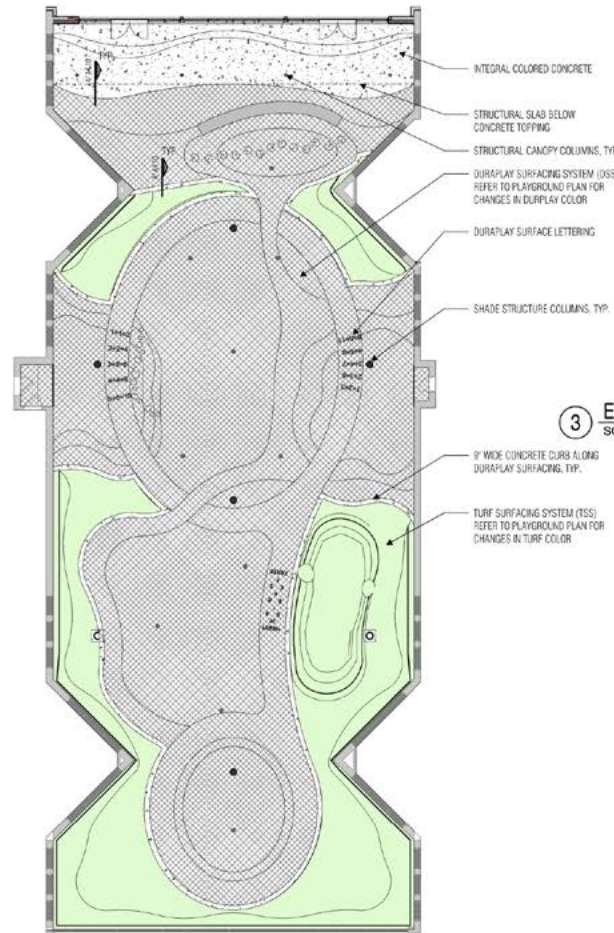 TYP.
TYP.
INTEGRAL COLORED CONCRETE
STRUCTURAL SLAB BELOW
CONCRETE TOPPING
STRUCTURAL CANOPY COLUMNS, TYP
DURAPLAY SURFACING SYSTEM (DSS
REFER TO PLAYGROUND PLAN FOR
CHANGES IN DURPLAY COLOR
DURAPLAY SURFACE LETTERING
SHADE STRUCTURE COLUMNS, TYP.
3 E
SC
9" WIDE CONCRETE CURB ALONG
DURAPLAY SURFACING, TYP.
TURF SURFACING SYSTEM (TSS)
REFER TO PLAYGROUND PLAN FOR
CHANGES IN TURF COLOR